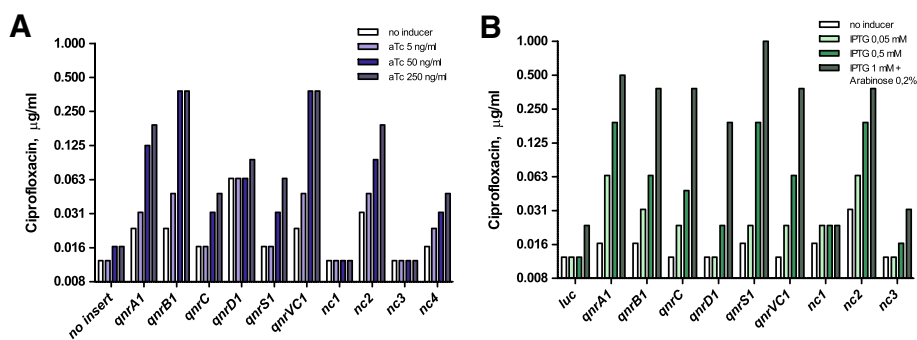 A
Ciprofloxacin, µg/ml
1.000
0.500
0.250
0.125
0.063
0.031
0.016
0.008
no inducer
aTc 5 ng/ml
aTc 50 ng/ml
aTc 250 ng/ml
no insert
qnrA1
qnrB1
qnrC
qnrD1
qnrS1
qnrVC1
nc1
nc2
nc3
nc4
B
Ciprofloxacin, µg/ml
1.000
0.500
0.250
0.125
0.063
0.031
0.016
0.008
no inducer
IPTG 0,05 mM
IPTG 0,5 mM
IPTG 1 mM +
Arabinose 0,2%
luc
qnrA1
qnrB1
qnrC
qnrD1
qnrS1
qnrVC1
nc1
nc2
nc3